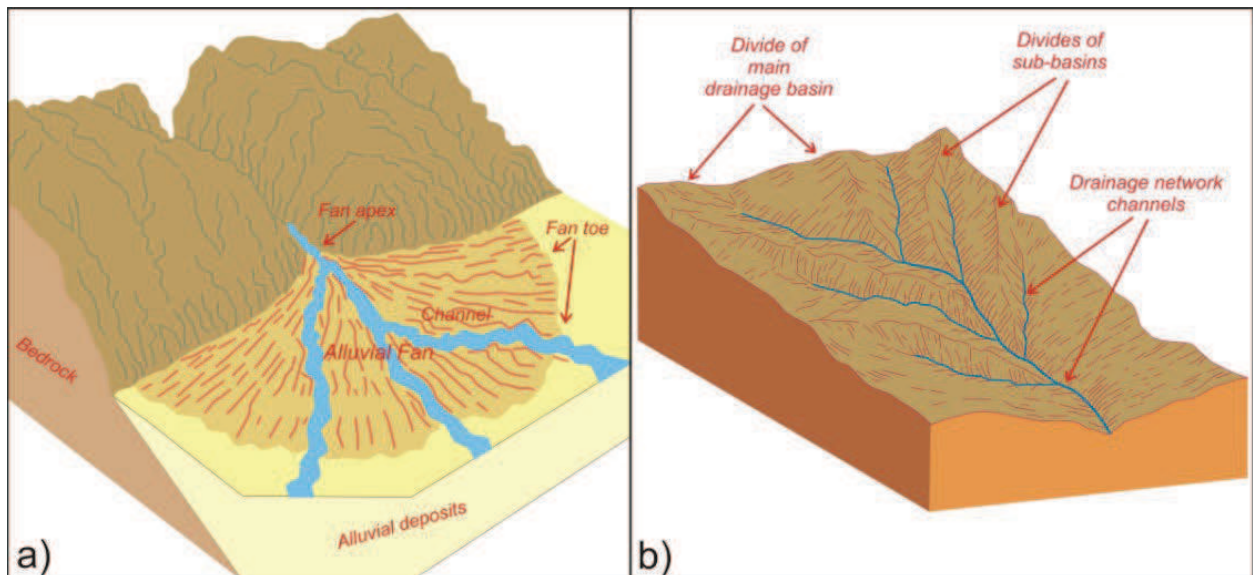 Fan apex
Fan toe
Channel
Alluvial Fan
Bedrock
Alluvial deposits
a)
Divide of
main
drainage basin
Divides of
sub-basins
Drainage network
channels
b)